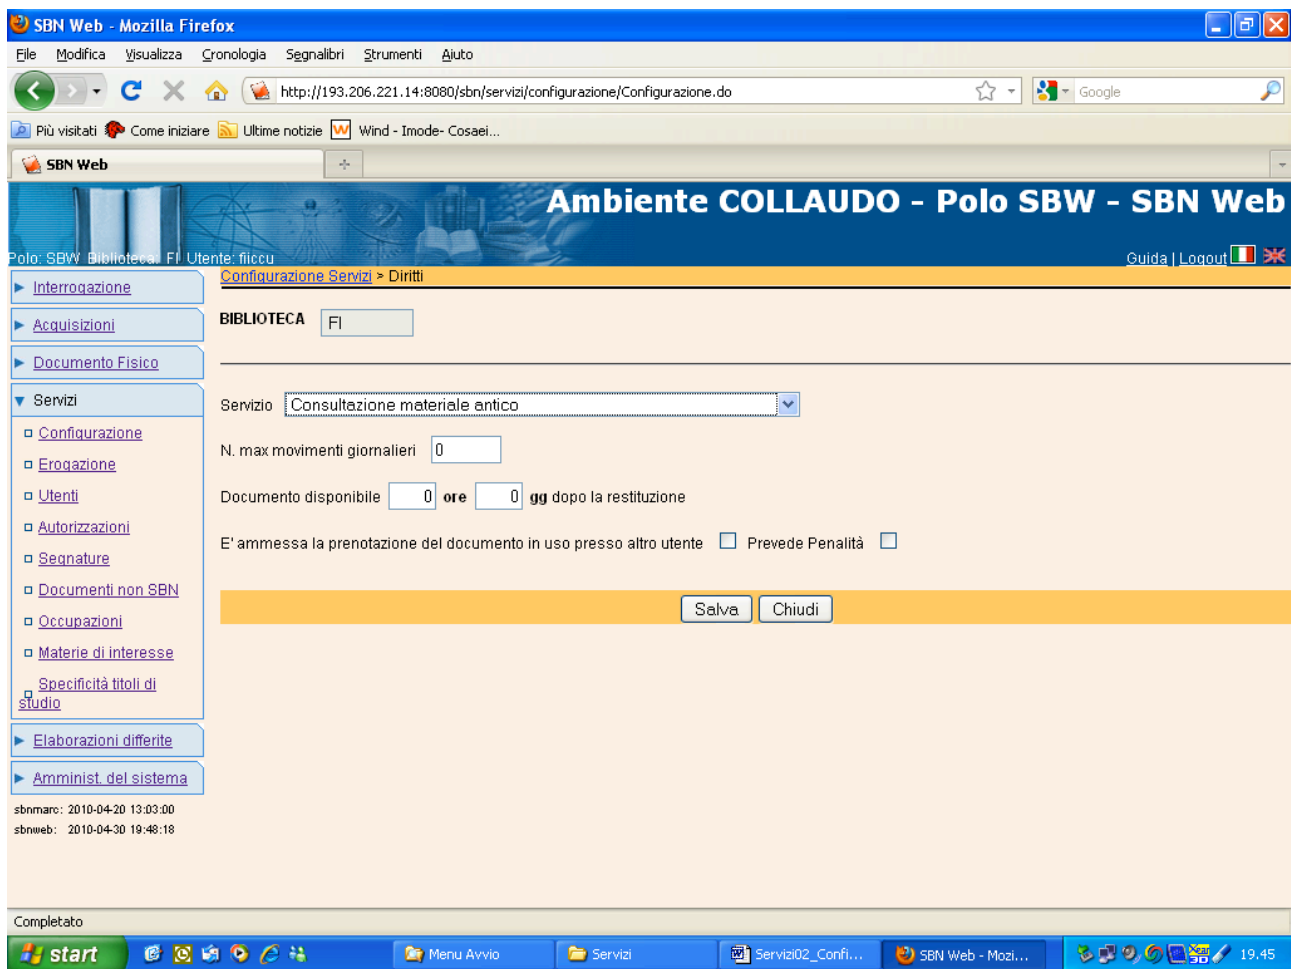 SBN Web - Mozilla Firefox
File Modifica Visualizza Cronologia Segnalibri Strumenti Aiuto
http://193.206.221.14:8080/sbn/servizi/configurazione/Configurazione.do
Google
Più visitati Come iniziare Ultime notizie Wind - Imode- Cosaei...
SBN Web
Ambiente COLLAUDO - Polo SBW - SBN Web
Polo: SBW Biblioteca: FI Utente: fiiccu
Guida | Logout
Configurazione Servizi > Diritti
Interrogazione
Acquisizioni
Documento Fisico
Servizi
Configurazione
Erogazione
Utenti
Autorizzazioni
Segnature
Documenti non SBN
Occupazioni
Materie di interesse
Specificità titoli di
studio
Elaborazioni differite
Amminist. del sistema
sbnmarc: 2010-04-20 13:03:00
sbnweb: 2010-04-30 19:48:18
BIBLIOTECA FI
Servizio Consultazione materiale antico
N. max movimenti giornalieri 0
Documento disponibile 0 ore 0 gg dopo la restituzione
E' ammessa la prenotazione del documento in uso presso altro utente Prevede Penalità
Salva Chiudi
Completato
start Menu Avvio Servizi Servizi02_Confi... SBN Web - Mozi... 19.45